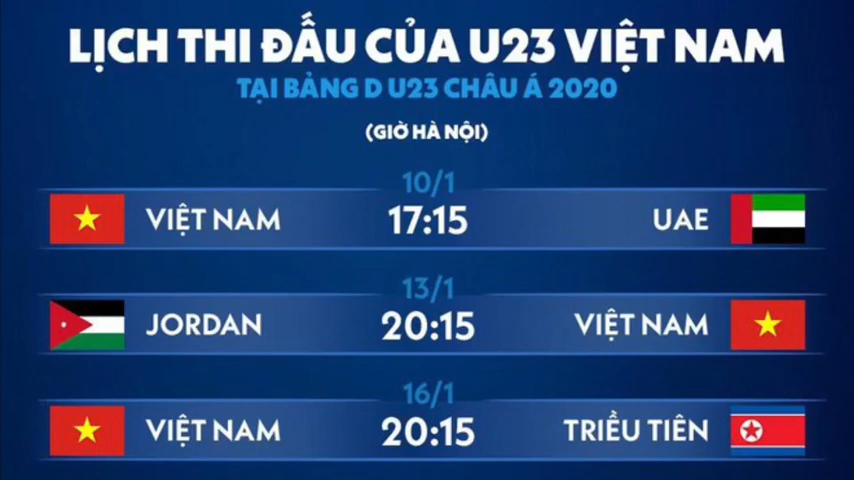 LỊCH THI ĐẤU CỦA U23 VIỆT NAM
TẠI BẢNG D U23 CHÂU Á 2020
(GIỜ HÀ NỘI)
10/1
VIỆT NAM 17:15 UAE
13/1
JORDAN 20:15 VIỆT NAM
16/1
VIỆT NAM 20:15 TRIỀU TIÊN